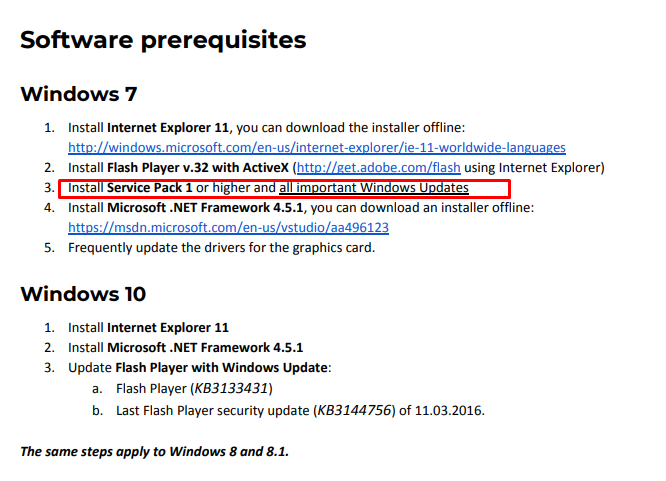 Software prerequisites
Windows 7
1. Install Internet Explorer 11, you can download the installer offline:
http://windows.microsoft.com/en-us/internet-explorer/ie-11-worldwide-languages
2. Install Flash Player v.32 with ActiveX (http://get.adobe.com/flash using Internet Explorer)
3. Install Service Pack 1 or higher and all important Windows Updates
4. Install Microsoft .NET Framework 4.5.1, you can download an installer offline:
https://msdn.microsoft.com/en-us/vstudio/aa496123
5. Frequently update the drivers for the graphics card.
Windows 10
1. Install Internet Explorer 11
2. Install Microsoft .NET Framework 4.5.1
3. Update Flash Player with Windows Update:
a. Flash Player (KB3133431)
b. Last Flash Player security update (KB3144756) of 11.03.2016.
The same steps apply to Windows 8 and 8.1.